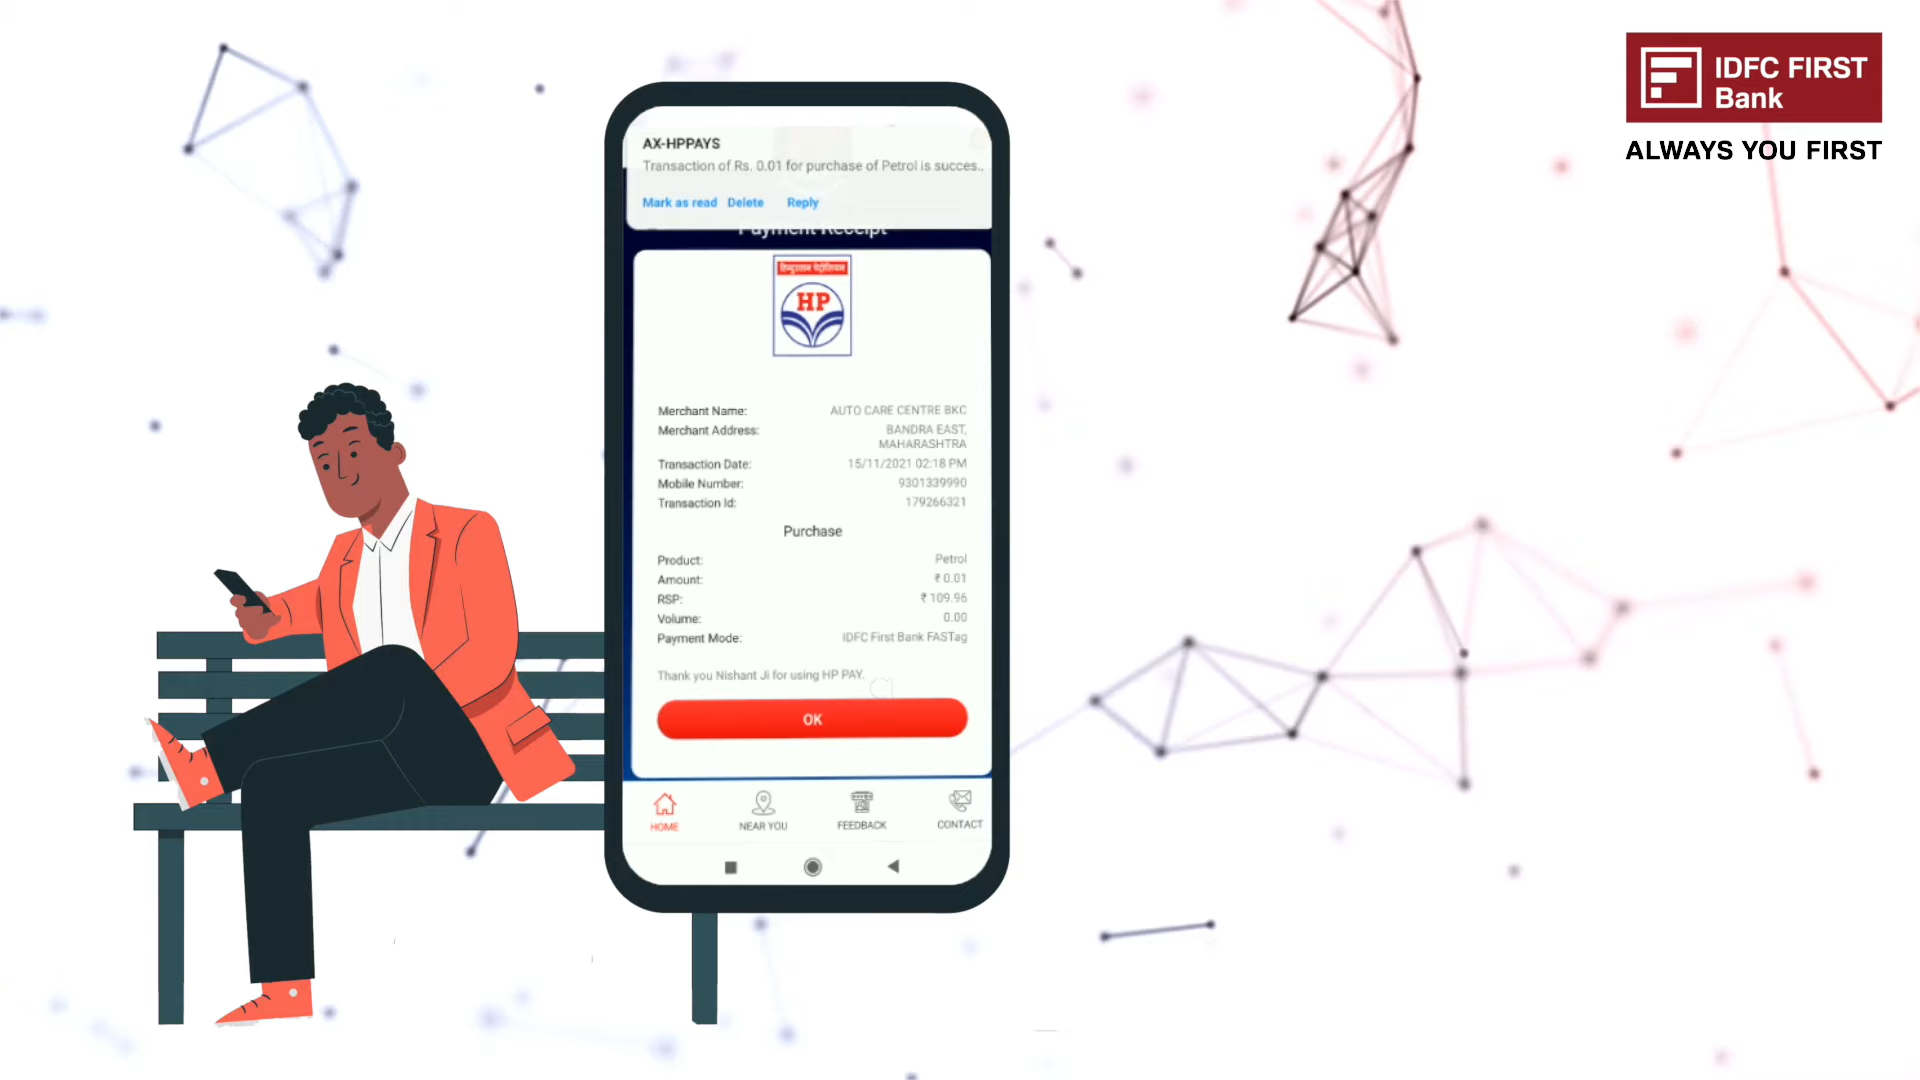 IDFC FIRST
Bank
ALWAYS YOU FIRST
AX-HPPAYS
Transaction of Rs. 0.01 for purchase of Petrol is succes..
Mark as read Delete Reply
Payment Receipt
हिन्दुस्तान पेट्रोलियम
HP
Merchant Name: AUTO CARE CENTRE BKC
Merchant Address: BANDRA EAST,
MAHARASHTRA
Transaction Date: 15/11/2021 02:18 PM
Mobile Number: 9301339990
Transaction Id: 179266321
Purchase
Product: Petrol
Amount: ₹ 0.01
RSP: ₹ 109.96
Volume: 0.00
Payment Mode: IDFC First Bank FASTag
Thank you Nishant Ji for using HP PAY.
OK
HOME NEAR YOU FEEDBACK CONTACT